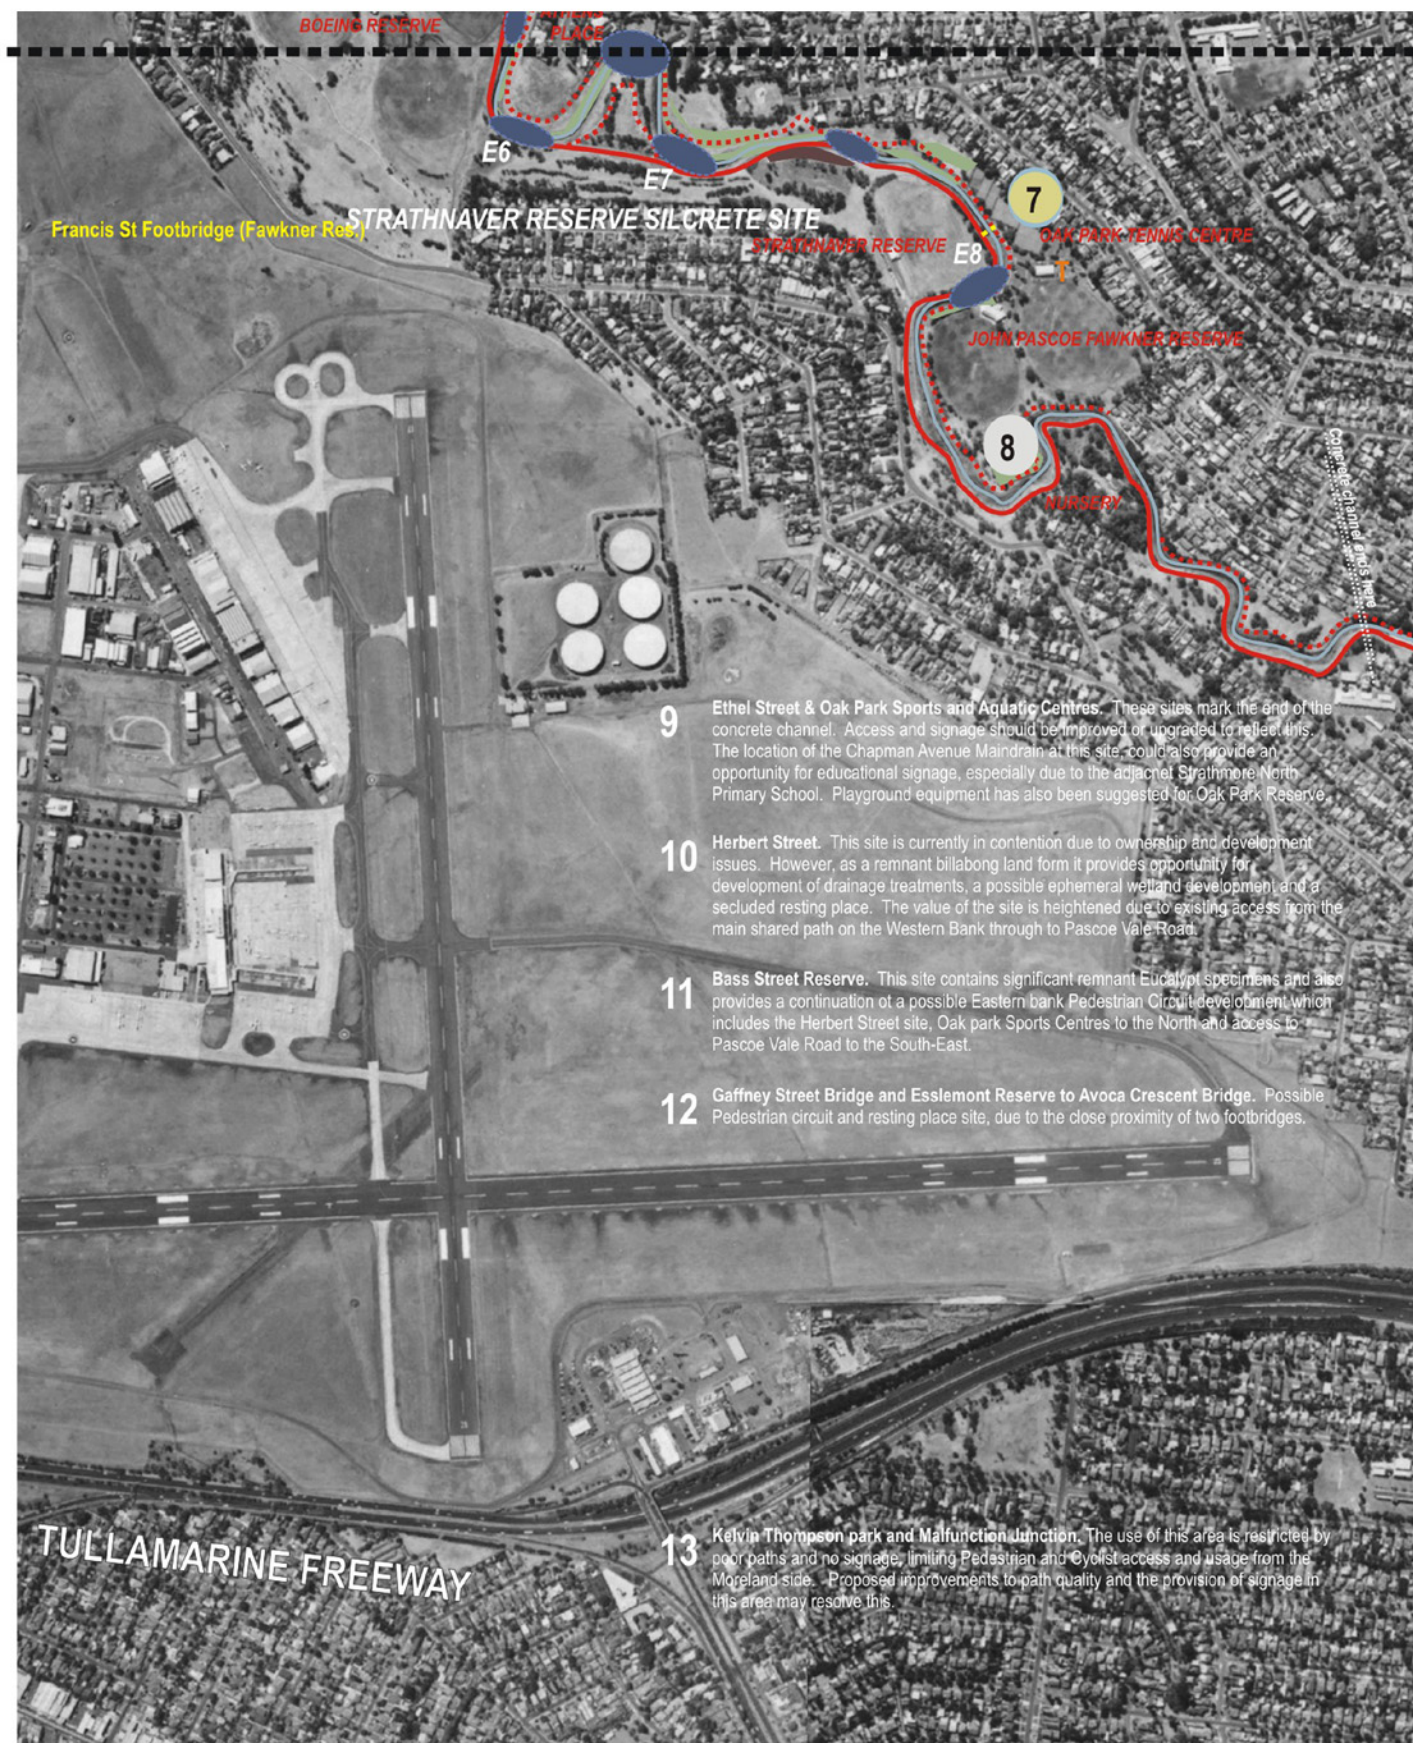 BOEING RESERVE
ATHENS
PLACE
E6
E7
7
STRATHNAVER RESERVE SILCRETE SITE
Francis St Footbridge (Fawkner Res.)
STRATHNAVER RESERVE
OAK PARK TENNIS CENTRE
E8
T
JOHN PASCOE FAWKNER RESERVE
8
NURSERY
Concrete channel ends here
9 Ethel Street & Oak Park Sports and Aquatic Centres. These sites mark the end of the
concrete channel. Access and signage should be improved or upgraded to reflect this.
The location of the Chapman Avenue Maindrain at this site, could also provide an
opportunity for educational signage, especially due to the adjacnet Strathmore North
Primary School. Playground equipment has also been suggested for Oak Park Reserve.
10 Herbert Street. This site is currently in contention due to ownership and development
issues. However, as a remnant billabong land form it provides opportunity for
development of drainage treatments, a possible ephemeral wetland development and a
secluded resting place. The value of the site is heightened due to existing access from the
main shared path on the Western Bank through to Pascoe Vale Road.
11 Bass Street Reserve. This site contains significant remnant Eucalypt specimens and also
provides a continuation ot a possible Eastern bank Pedestrian Circuit development which
includes the Herbert Street site, Oak park Sports Centres to the North and access to
Pascoe Vale Road to the South-East.
12 Gaffney Street Bridge and Esslemont Reserve to Avoca Crescent Bridge. Possible
Pedestrian circuit and resting place site, due to the close proximity of two footbridges.
TULLAMARINE FREEWAY
13 Kelvin Thompson park and Malfunction Junction. The use of this area is restricted by
poor paths and no signage, limiting Pedestrian and Cyclist access and usage from the
Moreland side. Proposed improvements to path quality and the provision of signage in
this area may resolve this.